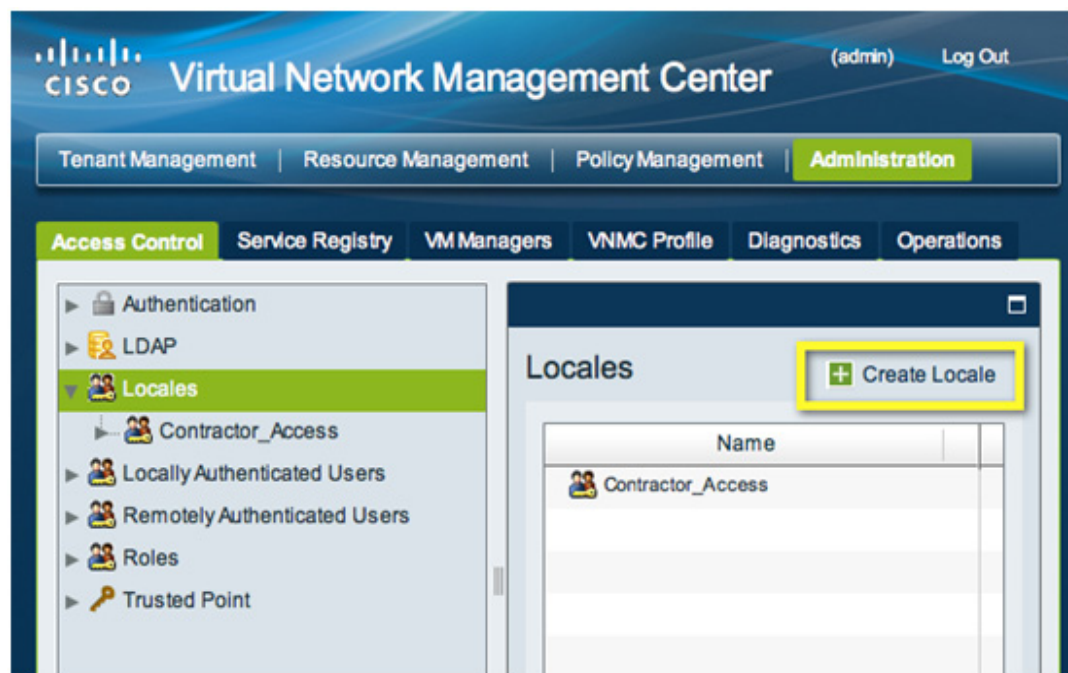 CISCO Virtual Network Management Center (admin) Log Out
Tenant Management | Resource Management | Policy Management | Administration
Access Control Service Registry VM Managers VNMC Profile Diagnostics Operations
Authentication
LDAP
Locales
Contractor_Access
Locally Authenticated Users
Remotely Authenticated Users
Roles
Trusted Point
Locales
Create Locale
Name
Contractor_Access